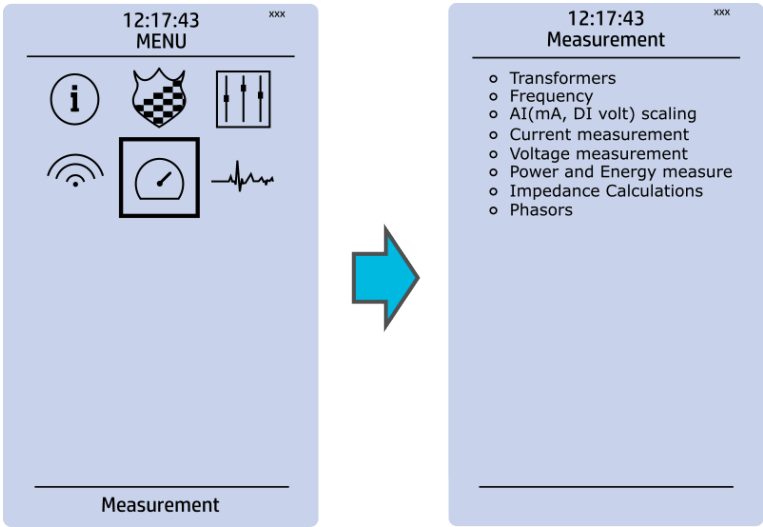 12:17:43
xxx
MENU
i
Measurement
12:17:43
xxx
Measurement
Transformers
Frequency
AI(mA, DI volt) scaling
Current measurement
Voltage measurement
Power and Energy measure
Impedance Calculations
Phasors